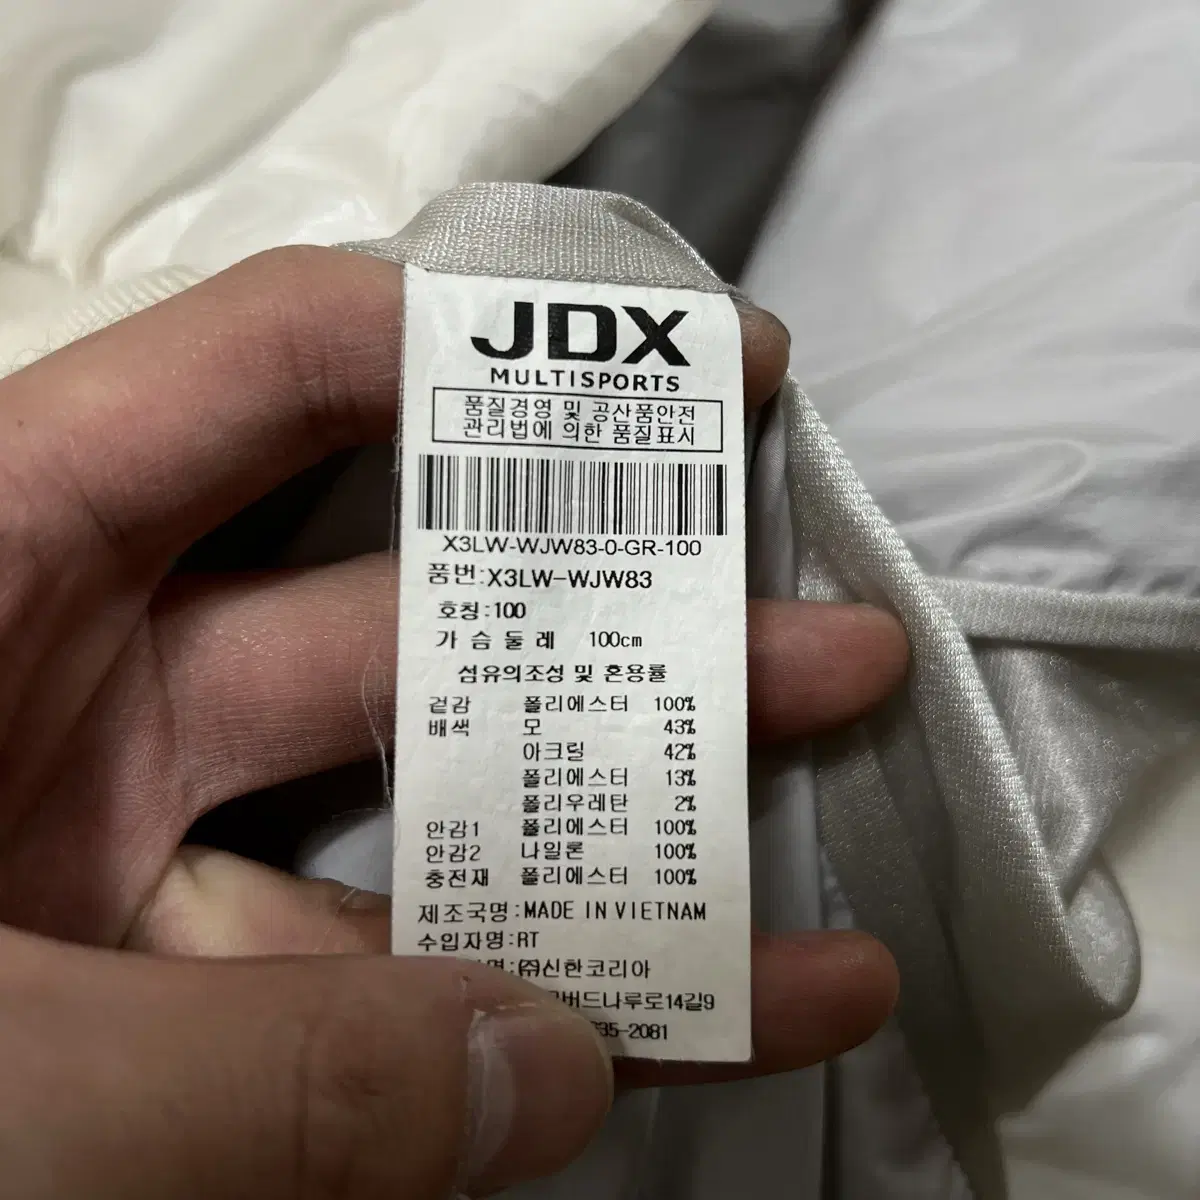 JDX
MULTISPORTS
품질경영 및 공산품안전
관리법에 의한 품질표시
X3LW-WJW83-0-GR-100
품번:X3LW-WJW83
호칭:100
가 슴 둘 레 100cm
섬유의조성 및 혼용률
겉감 폴리에스터 100%
배색 모 43%
아크릴 42%
폴리에스터 13%
폴리우레탄 2%
안감1 폴리에스터 100%
안감2 나일론 100%
충전재 폴리에스터 100%
제조국명:MADE IN VIETNAM
수입자명:RT
명:㈜신한코리아
버드나루로14길9
35-2081